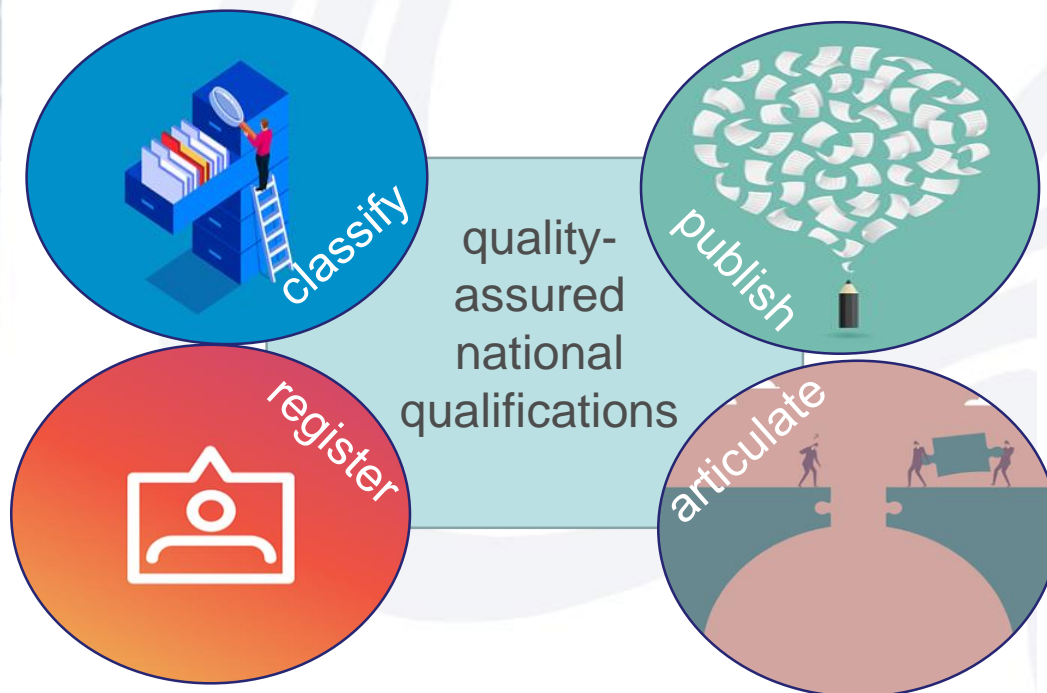 classify
publish
quality-
assured
national
qualifications
register
articulate